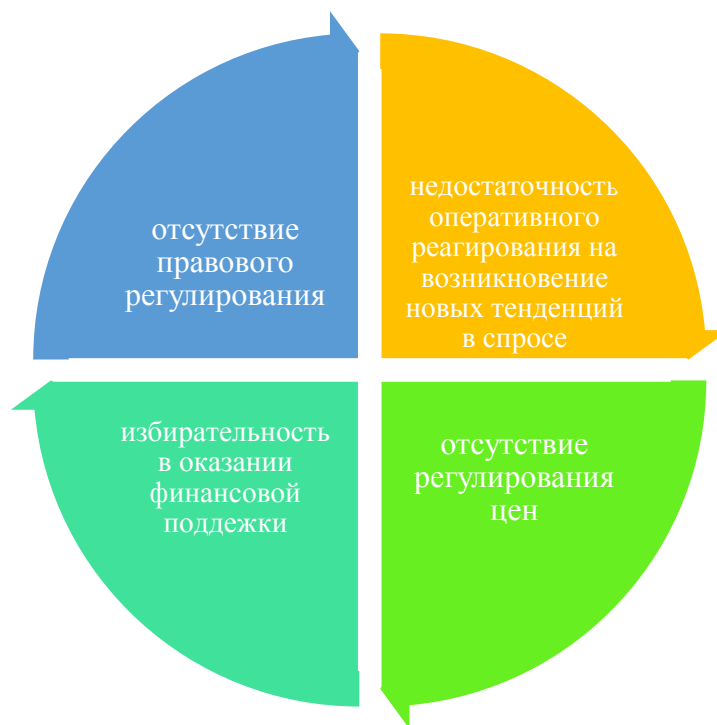 отсутствие
правового
регулирования
недостаточность
оперативного
реагирования на
возникновение
новых тенденций
в спросе
избирательность
в оказании
финансовой
поддежки
отсутствие
регулирования
цен